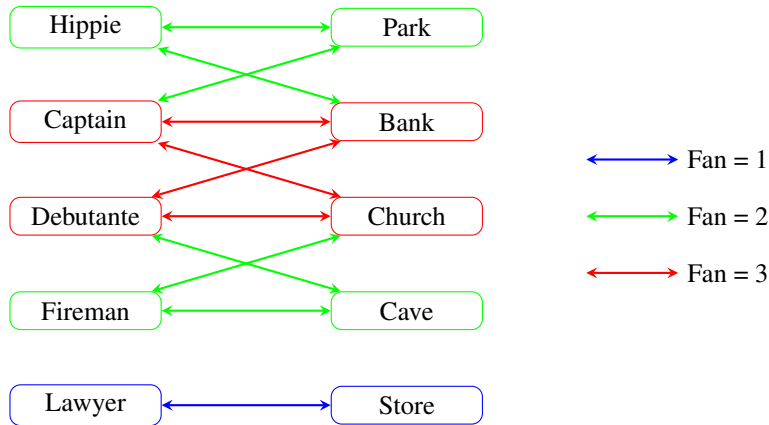 Hippie
Park
Captain
Bank
Debutante
Church
Fireman
Cave
Lawyer
Store
Fan = 1
Fan = 2
Fan = 3